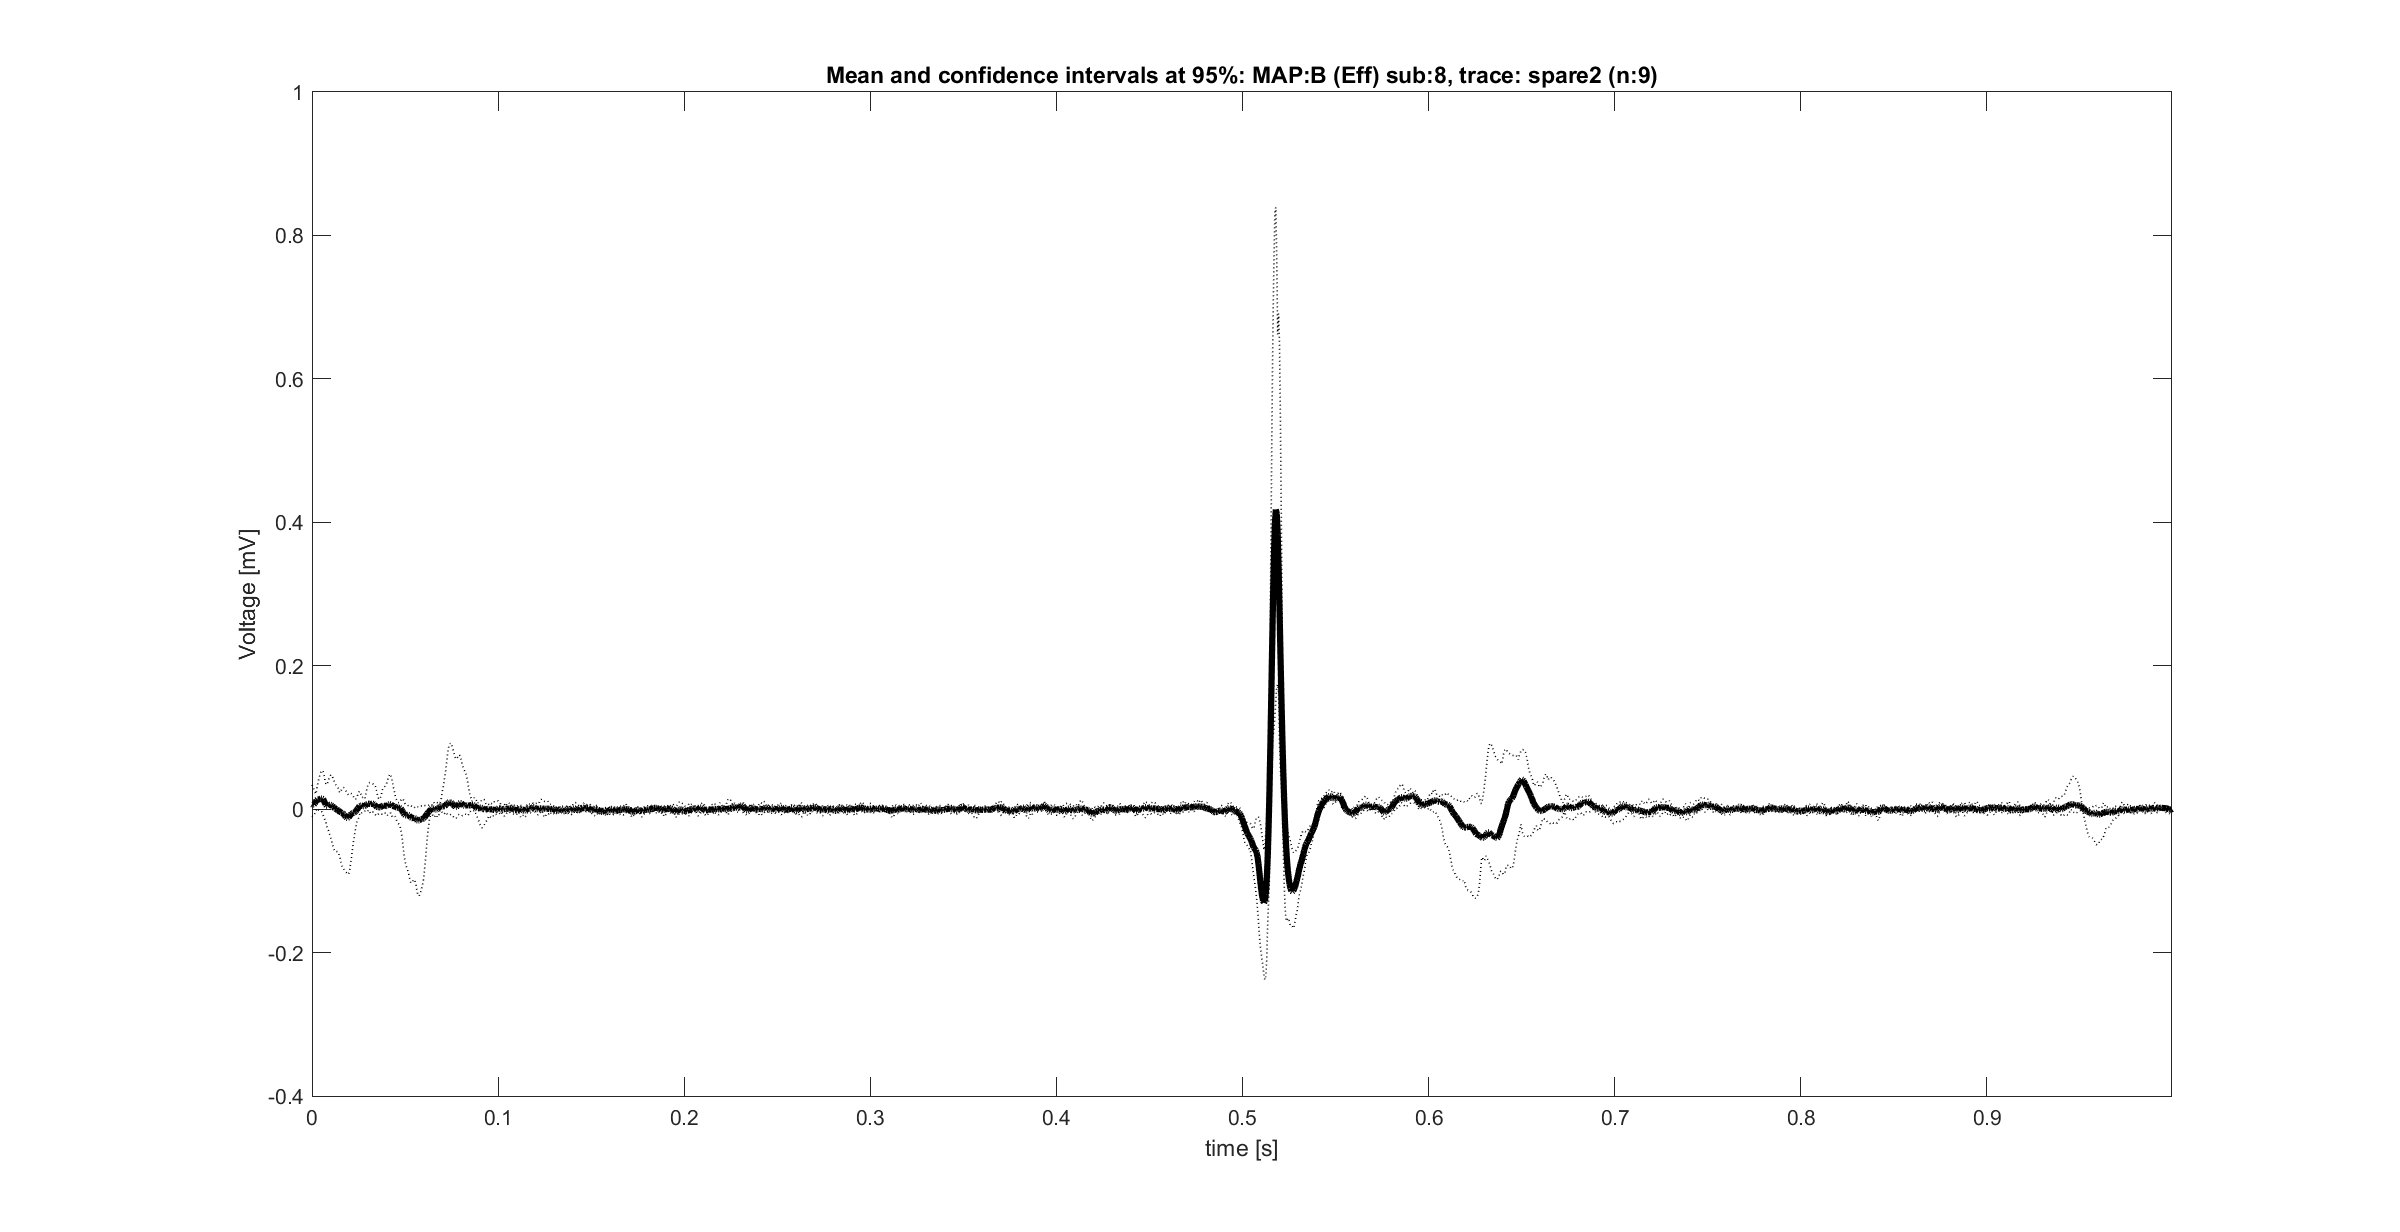 Mean and confidence intervals at 95%: MAP:B (Eff) sub:8, trace: spare2 (n:9)
1
0.8
0.6
0.4
0.2
0
-0.2
-0.4
Voltage [mV]
0 0.1 0.2 0.3 0.4 0.5 0.6 0.7 0.8 0.9
time [s]